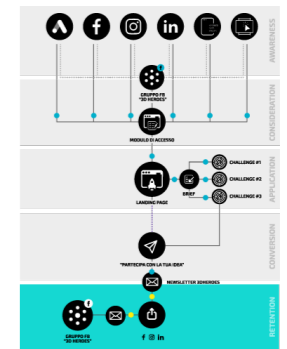 AWARENESS
GRUPPO FB
"3D HEROES"
CONSIDERATION
MODULO DI ACCESSO
APPLICATION
CHALLENGE #1
CHALLENGE #2
CHALLENGE #3
BRIEF
LANDING PAGE
CONVERSION
"PARTECIPA CON LA TUA IDEA"
NEWSLETTER 3DHEROES
RETENTION
GRUPPO FB
"3D HEROES"